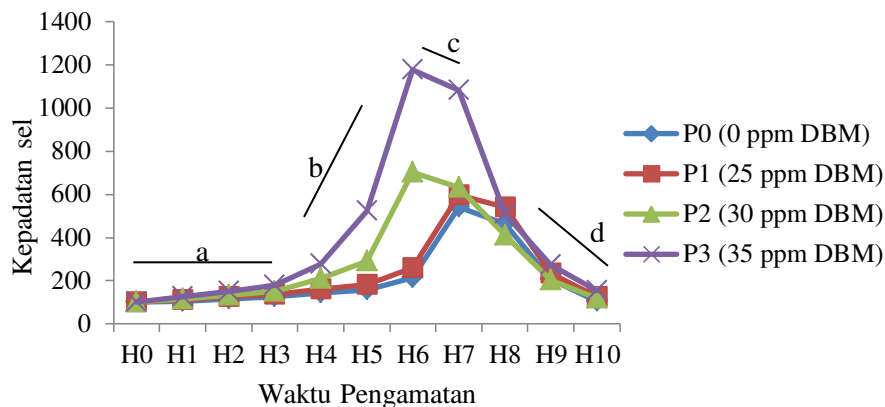 1400
1200
1000
800
600
400
200
0
Kepadatan sel
a
b
c
d
H0 H1 H2 H3 H4 H5 H6 H7 H8 H9 H10
Waktu Pengamatan
P0 (0 ppm DBM)
P1 (25 ppm DBM)
P2 (30 ppm DBM)
P3 (35 ppm DBM)